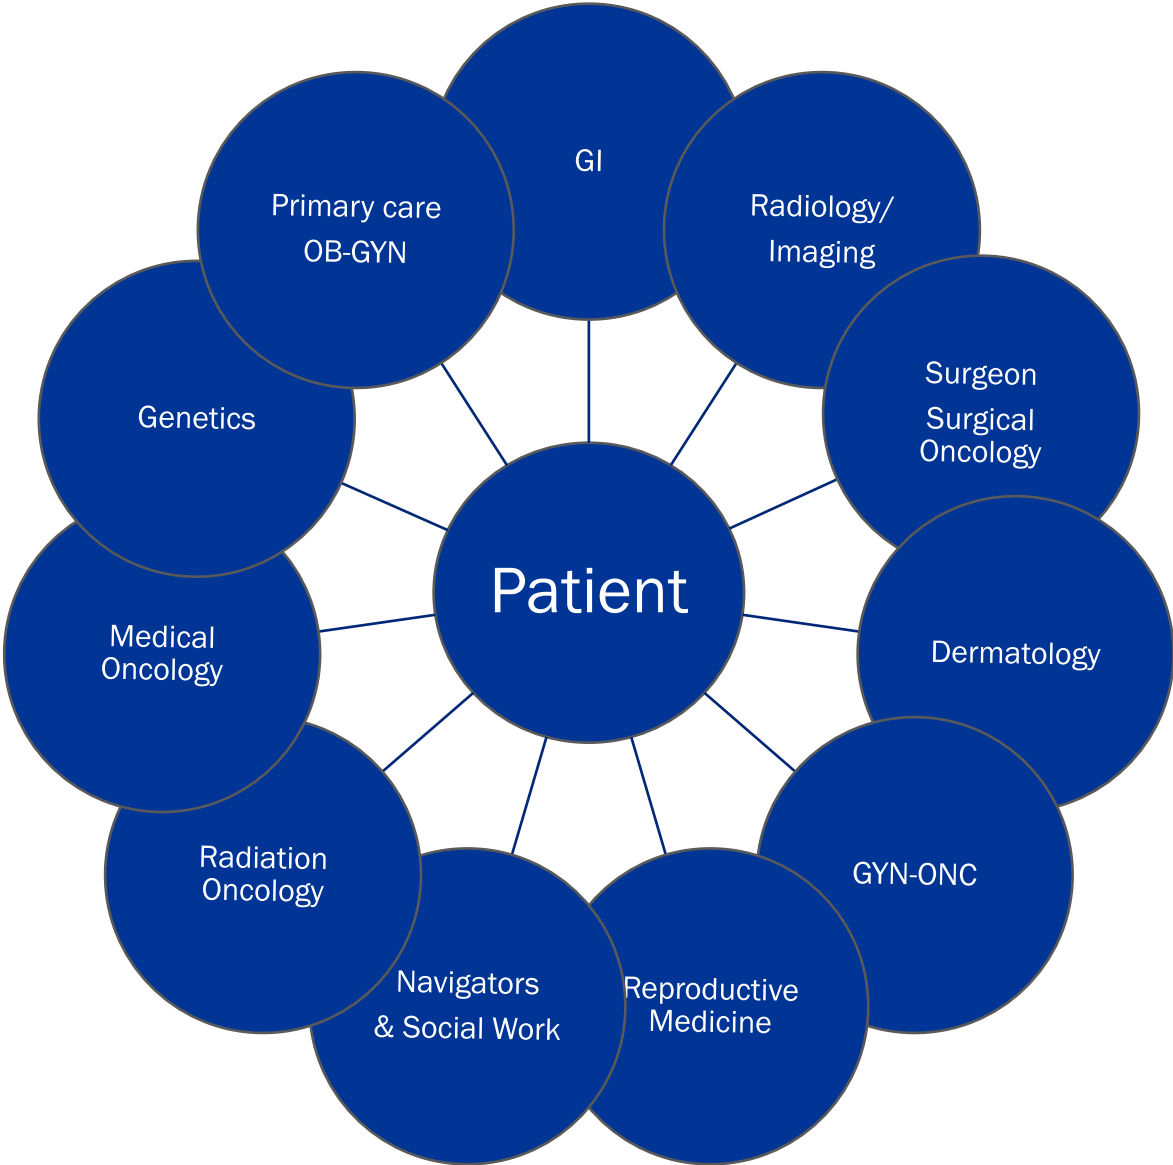 GI
Radiology/
Imaging
Surgeon
Surgical
Oncology
Dermatology
GYN-ONC
Reproductive
Medicine
Navigators
& Social Work
Radiation
Oncology
Medical
Oncology
Genetics
Primary care
OB-GYN
Patient